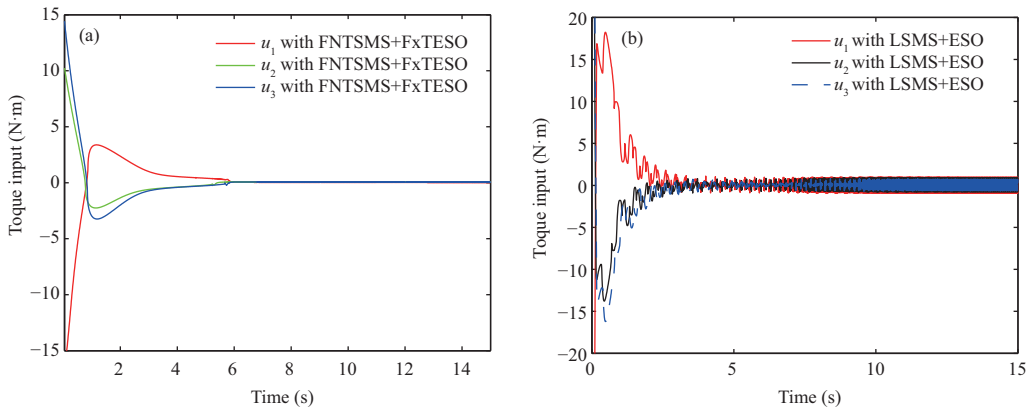 (a)
u₁ with FNTSMS+FxTESO
u₂ with FNTSMS+FxTESO
u₃ with FNTSMS+FxTESO
Toque input (N·m)
15
10
5
0
−5
−10
−15
2 4 6 8 10 12 14
Time (s)
(b)
u₁ with LSMS+ESO
u₂ with LSMS+ESO
u₃ with LSMS+ESO
Toque input (N·m)
20
15
10
5
0
−5
−10
−15
−20
0 5 10 15
Time (s)